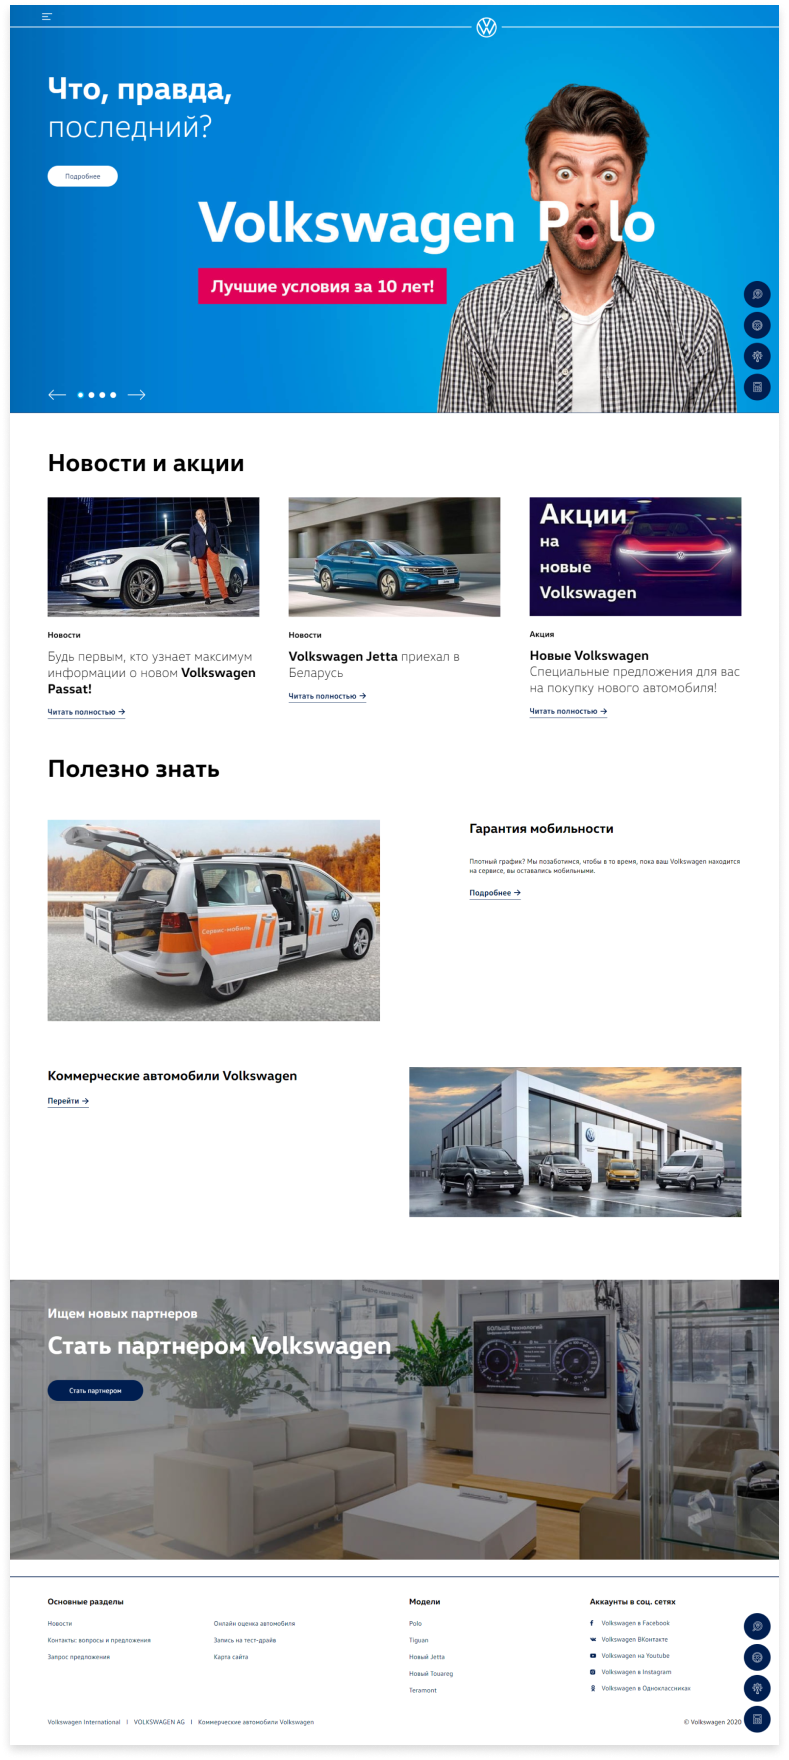 Что, правда,
последний?
Подробнее
Volkswagen Polo
Лучшие условия за 10 лет!
Новости и акции
Акции
на
новые
Volkswagen
Новости
Будь первым, кто узнает максимум
информации о новом Volkswagen
Passat!
Читать полностью →
Новости
Volkswagen Jetta приехал в
Беларусь
Читать полностью →
Акция
Новые Volkswagen
Специальные предложения для вас
на покупку нового автомобиля!
Читать полностью →
Полезно знать
Сервис-мобиль
Гарантия мобильности
Плотный график? Мы позаботимся, чтобы в то время, пока ваш Volkswagen находится
на сервисе, вы оставались мобильными.
Подробнее →
Коммерческие автомобили Volkswagen
Перейти →
Ищем новых партнеров
Стать партнером Volkswagen
Стать партнером
БОЛЬШЕ технологий
Основные разделы
Новости
Контакты: вопросы и предложения
Запрос предложения
Онлайн оценка автомобиля
Запись на тест-драйв
Карта сайта
Модели
Polo
Tiguan
Новый Jetta
Новый Touareg
Teramont
Аккаунты в соц. сетях
Volkswagen в Facebook
Volkswagen ВКонтакте
Volkswagen на Youtube
Volkswagen в Instagram
Volkswagen в Одноклассниках
Volkswagen International | VOLKSWAGEN AG | Коммерческие автомобили Volkswagen
© Volkswagen 2020